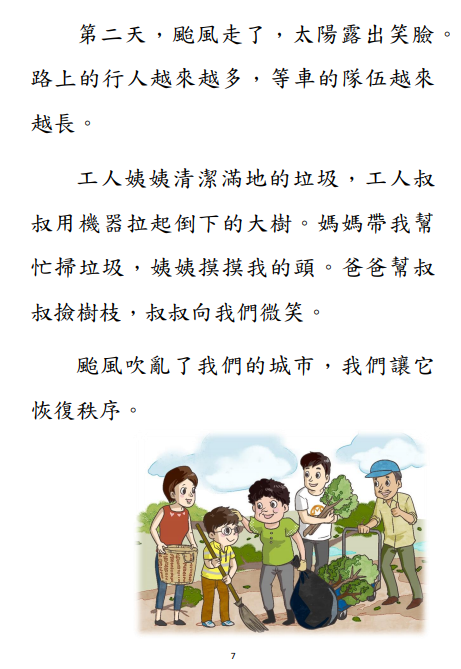 第二天，颱風走了，太陽露出笑臉。
路上的行人越來越多，等車的隊伍越來
越長。
工人姨姨清潔滿地的垃圾，工人叔
叔用機器拉起倒下的大樹。媽媽帶我幫
忙掃垃圾，姨姨摸摸我的頭。爸爸幫叔
叔撿樹枝，叔叔向我們微笑。
颱風吹亂了我們的城市，我們讓它
恢復秩序。
7